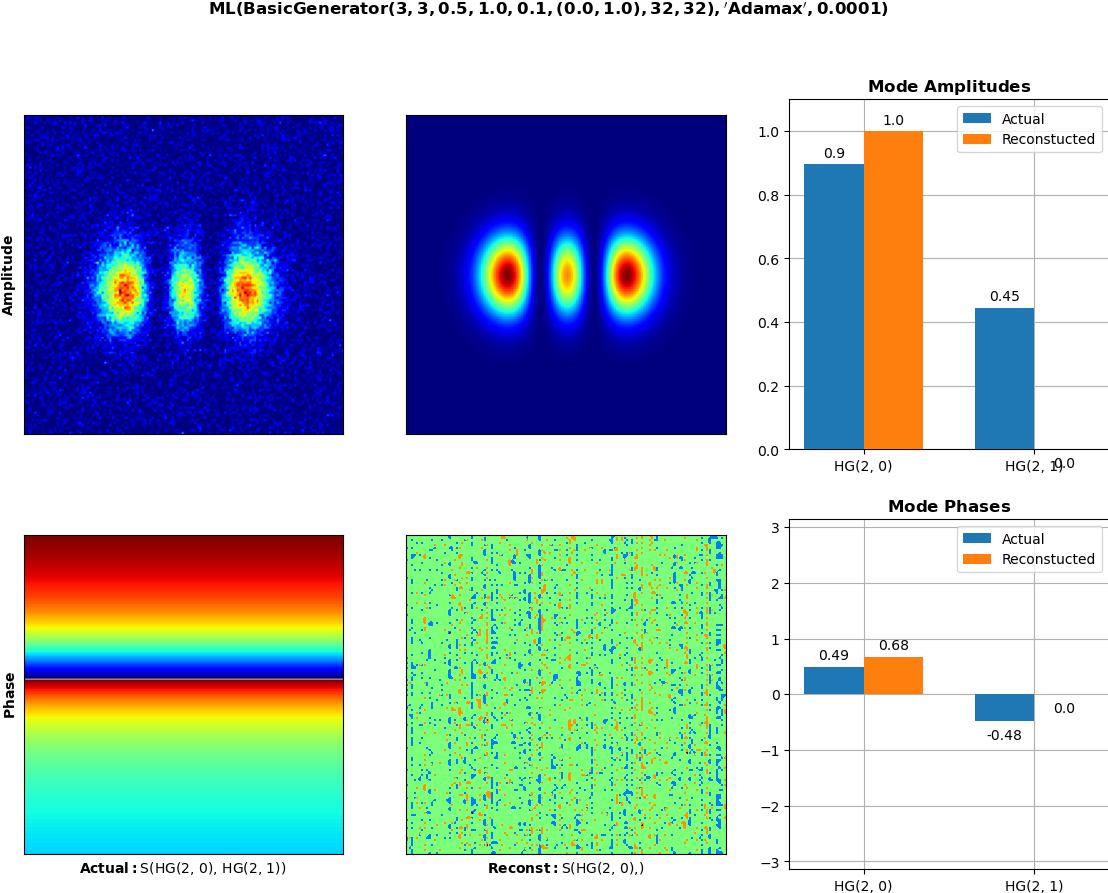 ML(BasicGenerator(3, 3, 0.5, 1.0, 0.1, (0.0, 1.0), 32, 32), ′Adamax′, 0.0001)
Mode Amplitudes
Actual
Reconstucted
1.0
0.8
0.6
0.4
0.2
0.0
0.9
1.0
0.45
0.0
HG(2, 0)
HG(2, 1)
Amplitude
Mode Phases
Actual
Reconstucted
3
2
1
0
−1
−2
−3
0.49
0.68
-0.48
0.0
HG(2, 0)
HG(2, 1)
Phase
Actual: S(HG(2, 0), HG(2, 1))
Reconst: S(HG(2, 0),)